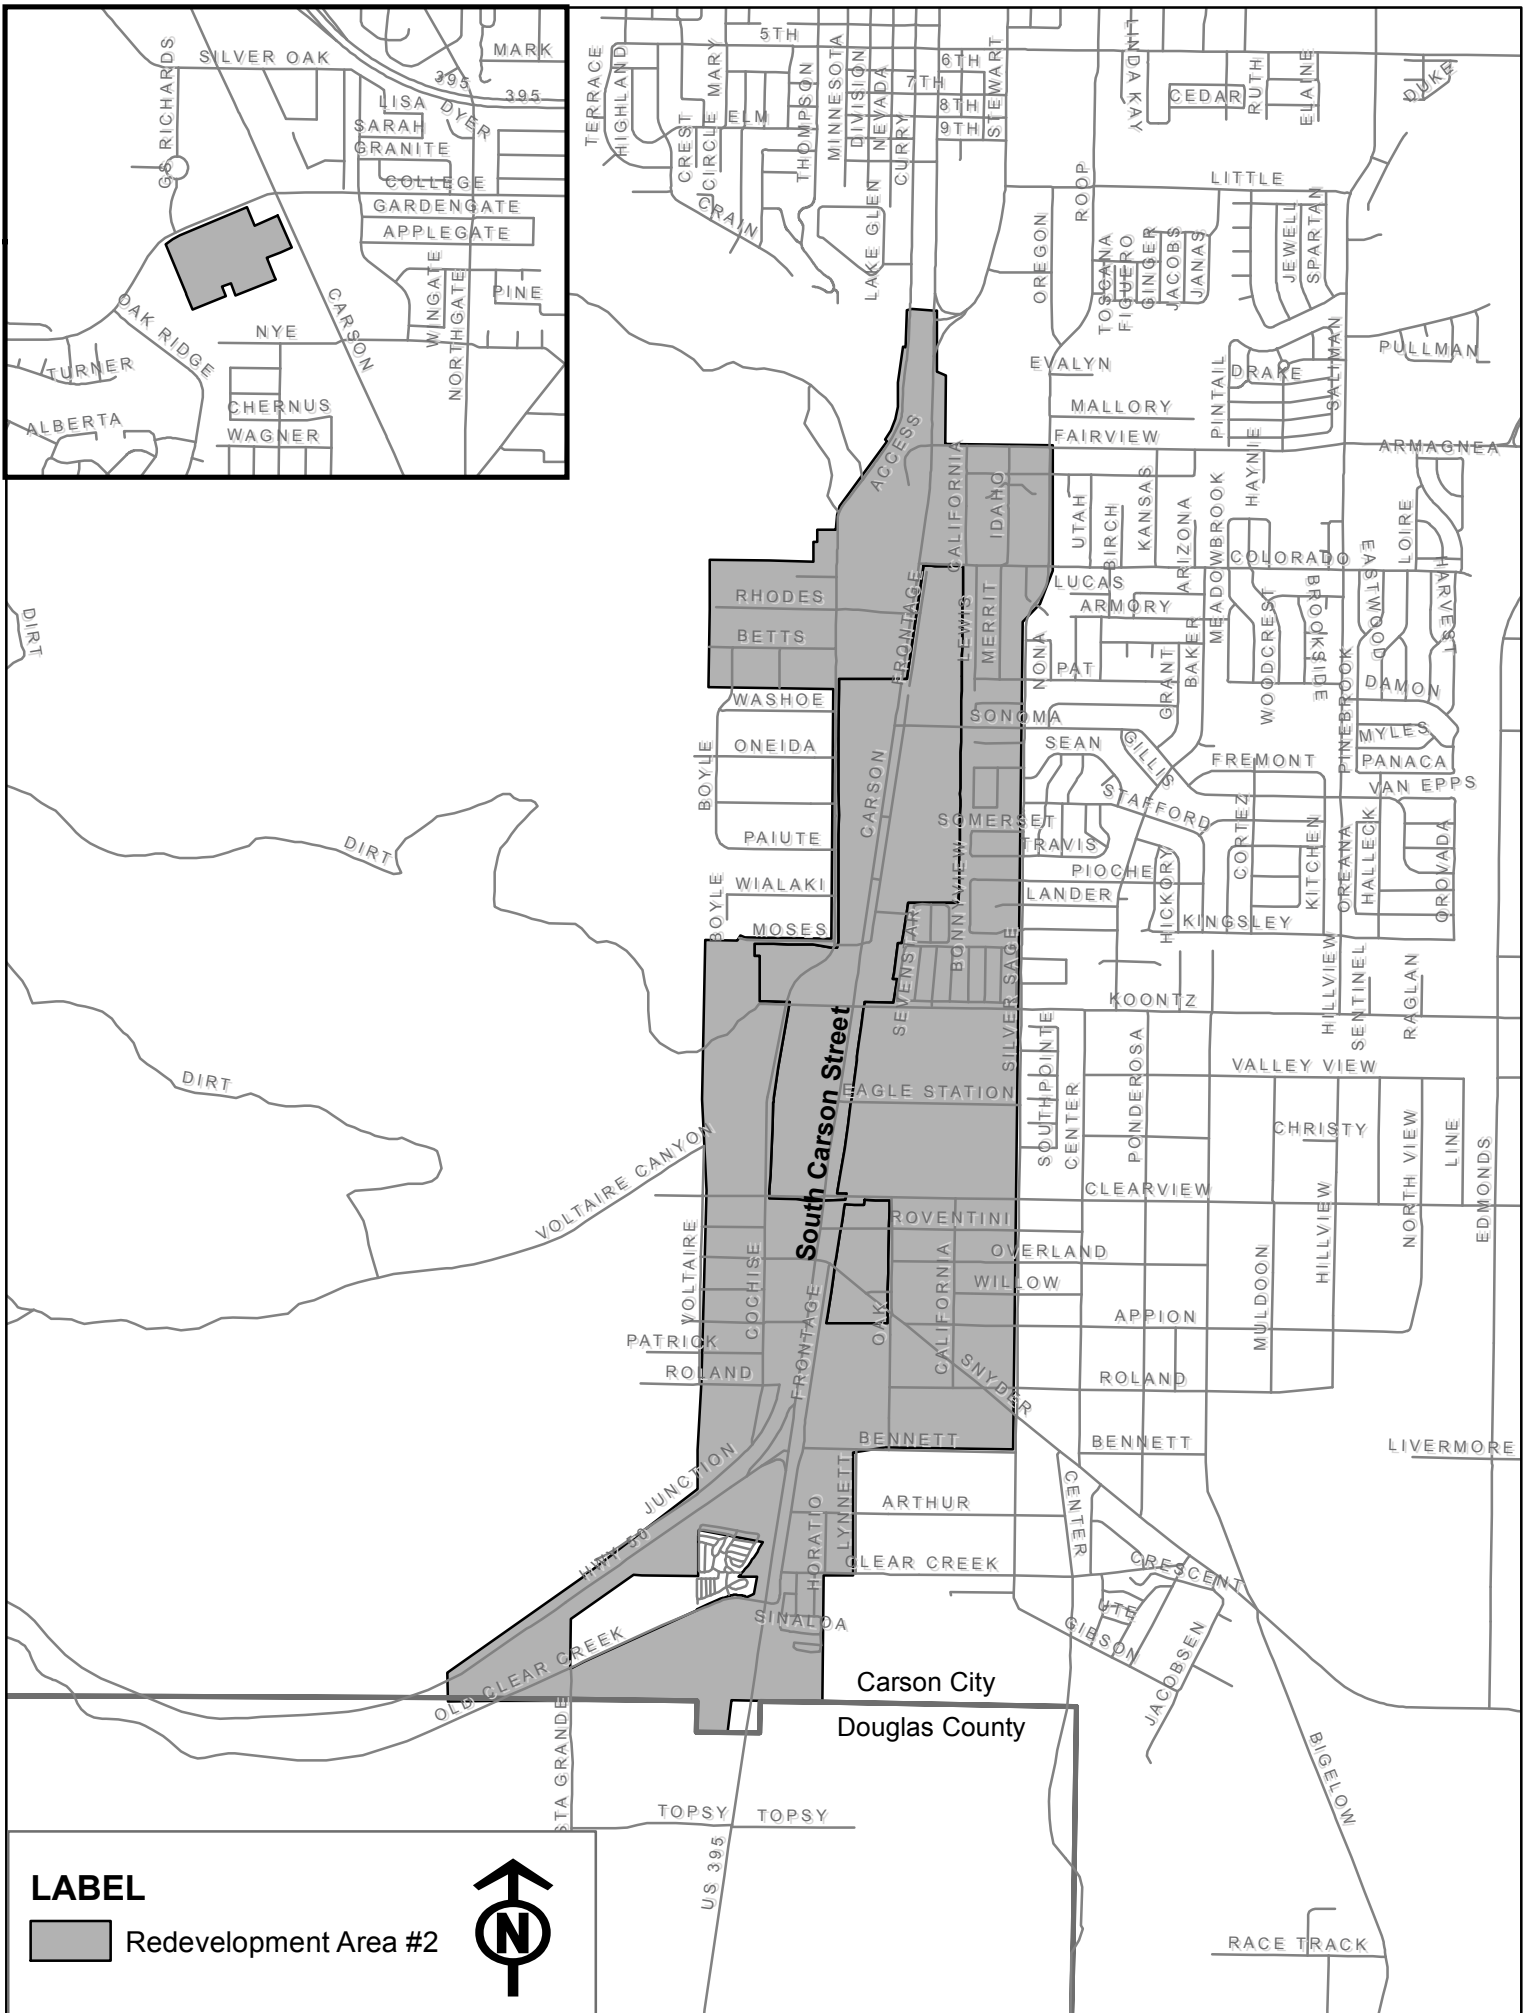 GS RICHARDS
SILVER OAK
MARK
395
395
LISA
DYER
SARAH
GRANITE
COLLEGE
GARDENGATE
APPLEGATE
WINGATE
NORTHGATE
PINE
CARSON
OAK RIDGE
NYE
TURNER
CHERNUS
ALBERTA
WAGNER
TERRACE
HIGHLAND
MARY
5TH
CREST
CIRCLE
ELM
THOMPSON
MINNESOTA
DIVISION
NEVADA
CURRY
6TH
7TH
8TH
9TH
STEWART
LINDA KAY
CEDAR
RUTH
ELAINE
DUKE
CRAIN
LAKE GLEN
OREGON
ROOP
LITTLE
TOSCANA
FIGUERO
GINGER
JACOBS
JANAS
JEWELL
SPARTAN
EVALYN
PINTAIL
DRAKE
SALIMAN
PULLMAN
MALLORY
FAIRVIEW
ARMAGNEA
ACCESS
CALIFORNIA
IDAHO
UTAH
BIRCH
KANSAS
ARIZONA
MEADOWBROOK
HAYNIE
LOIRE
COLORADO
EASTWOOD
HARVEST
LUCAS
ARMORY
WOODCREST
BROOKSIDE
RHODES
BETTS
FRONTAGE
LEWIS
MERRIT
NONA
PAT
GRANT
BAKER
PINEBROOK
DAMON
DIRT
WASHOE
SONOMA
MYLES
ONEIDA
BOYLE
CARSON
SEAN
GILLIS
FREMONT
PANACA
VAN EPPS
STAFFORD
SOMERSET
TRAVIS
CORTEZ
KITCHEN
OREANA
HALLECK
OROVADA
DIRT
PAIUTE
BONNYVIEW
PIOCHE
HICKORY
WIALAKI
LANDER
BOYLE
MOSES
KINGSLEY
SEVENSTAR
SILVER SAGE
HILLVIEW
SENTINEL
RAGLAN
KOONTZ
South Carson Street
SOUTHPOINTE
CENTER
PONDEROSA
VALLEY VIEW
DIRT
EAGLE STATION
CHRISTY
NORTH VIEW
LINE
EDMONDS
VOLTAIRE CANYON
CLEARVIEW
ROVENTINI
VOLTAIRE
COCHISE
OVERLAND
HILLVIEW
MULDOON
WILLOW
FRONTAGE
OAK
CALIFORNIA
APPION
PATRICK
ROLAND
SNYDER
ROLAND
BENNETT
BENNETT
LIVERMORE
JUNCTION
LYNNETT
CENTER
HORATIO
ARTHUR
HWY 50
CLEAR CREEK
CRESCENT
SINALOA
UTE
GIBSON
JACOBSEN
OLD CLEAR CREEK
Carson City
Douglas County
BIGELOW
STA GRANDE
TOPSY
TOPSY
US 395
LABEL
Redevelopment Area #2
N
RACE TRACK